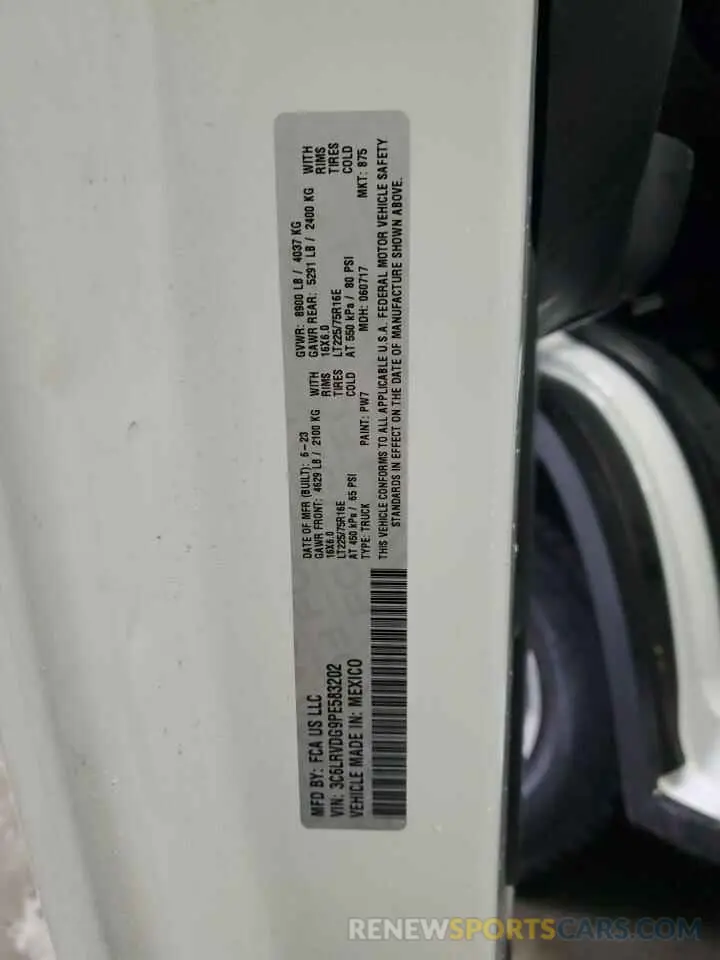 MFD BY: FCA US LLC
VIN: 3C6LRVDG9PE583202
VEHICLE MADE IN: MEXICO
DATE OF MFR (BUILT): 6-23
GAWR FRONT: 4629 LB / 2100 KG WITH
16X6.0 RIMS
LT225/75R16E TIRES
AT 450 kPa / 65 PSI COLD
TYPE: TRUCK PAINT: PW7
GVWR: 8900 LB / 4037 KG
GAWR REAR: 5291 LB / 2400 KG WITH
16X6.0 RIMS
LT225/75R16E TIRES
AT 550 kPa / 80 PSI COLD
MDH: 060717 MKT: 875
THIS VEHICLE CONFORMS TO ALL APPLICABLE U.S.A. FEDERAL MOTOR VEHICLE SAFETY
STANDARDS IN EFFECT ON THE DATE OF MANUFACTURE SHOWN ABOVE.
RENEWSPORTSCARS.COM